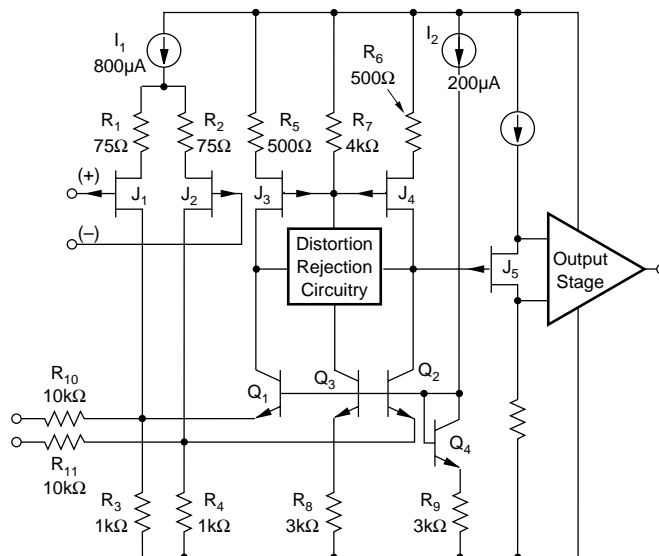 I1
800µA
I2
200µA
R6
500Ω
R1
75Ω
R2
75Ω
R5
500Ω
R7
4kΩ
(+)
J1
J2
J3
J4
(–)
Distortion
Rejection
Circuitry
J5
Output
Stage
R10
10kΩ
Q1
Q3
Q2
Q4
R11
10kΩ
R3
1kΩ
R4
1kΩ
R8
3kΩ
R9
3kΩ